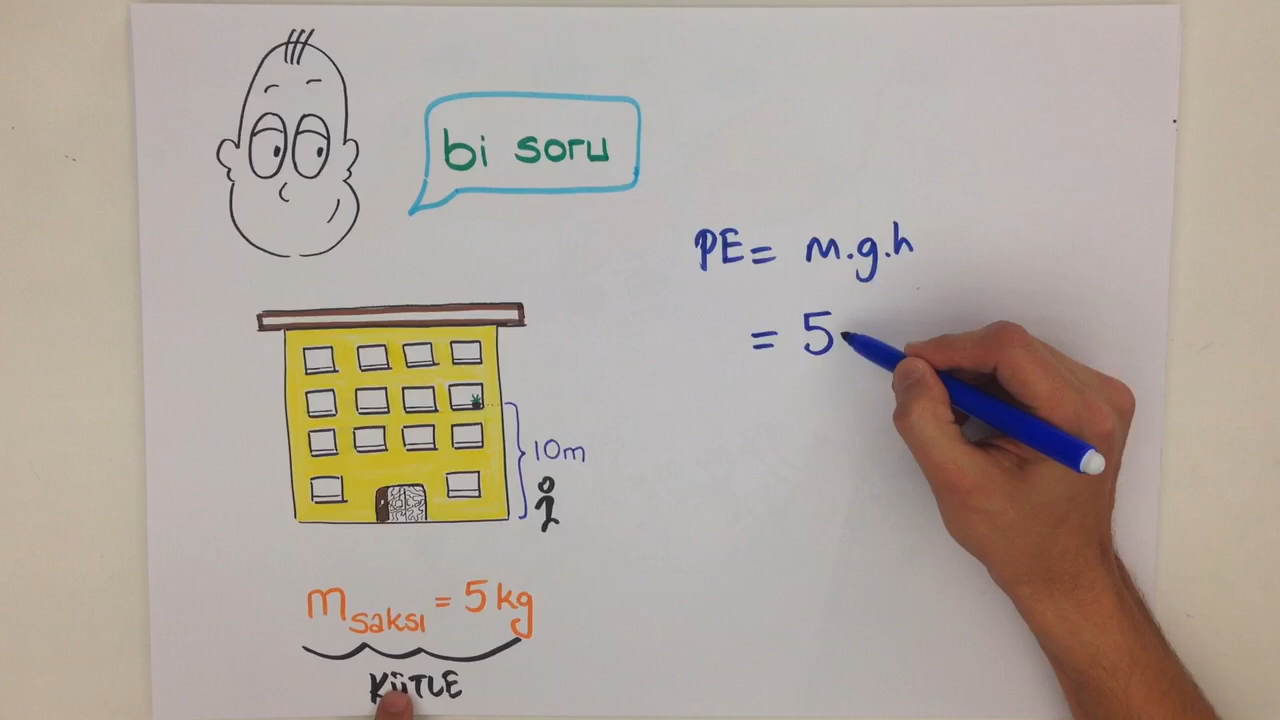 bi soru
PE = m.g.h
= 5
10m
m saksı = 5 kg
KÜTLE